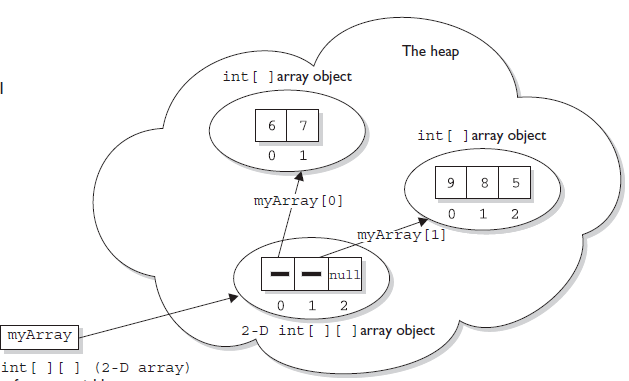 The heap
int[ ]array object
6 7
0 1
int[ ]array object
9 8 5
0 1 2
myArray[0]
myArray[1]
null
0 1 2
2-D int[ ][ ]array object
myArray
int[ ][ ] (2-D array)